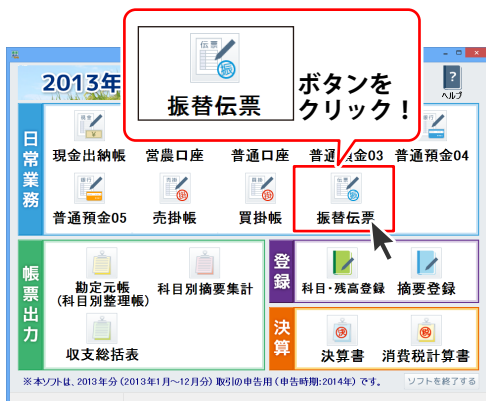 伝票
振
振替伝票
ボタンを
クリック！
2013年
?
ヘルプ
日常業務
現金出納帳
営農口座
普通口座
普通預金04
普通預金05
売掛帳
買掛帳
振替伝票
帳票出力
勘定元帳
(科目別整理帳)
科目別摘要集計
収支総括表
登録
科目・残高登録
摘要登録
決算
決算書
消費税計算書
※本ソフトは、2013年分(2013年1月～12月分)取引の申告用(申告時期:2014年)です。
ソフトを終了する